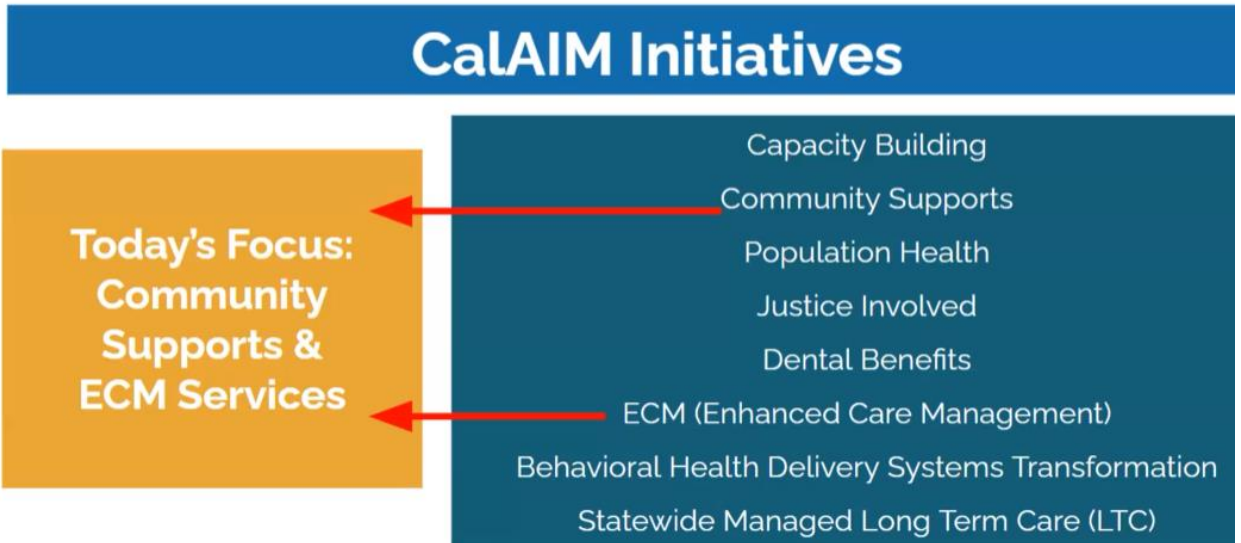 CalAIM Initiatives
Today's Focus:
Community
Supports &
ECM Services
Capacity Building
Community Supports
Population Health
Justice Involved
Dental Benefits
ECM (Enhanced Care Management)
Behavioral Health Delivery Systems Transformation
Statewide Managed Long Term Care (LTC)